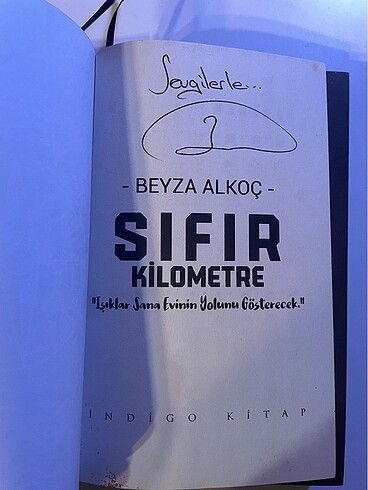 Sevgilerle...
- BEYZA ALKOÇ -
SIFIR
KİLOMETRE
"Işıklar Sana Evinin Yolunu Gösterecek."
İNDİGO KİTAP